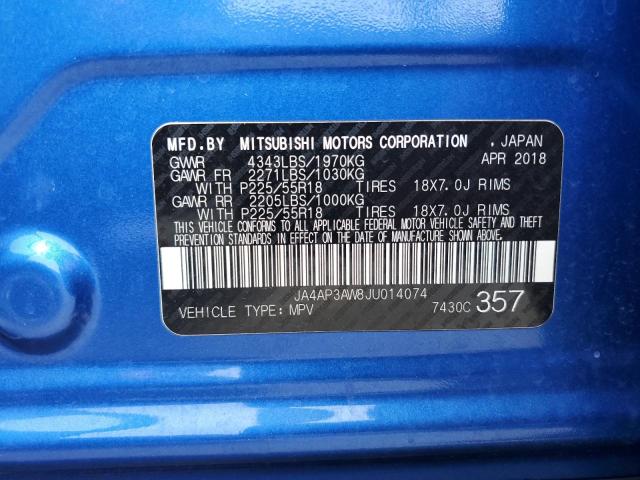 MFD.BY MITSUBISHI MOTORS CORPORATION , JAPAN
GVWR 4343LBS/1970KG APR 2018
GAWR FR 2271LBS/1030KG
WITH P225/55R18 TIRES 18X7.0J RIMS
GAWR RR 2205LBS/1000KG
WITH P225/55R18 TIRES 18X7.0J RIMS
THIS VEHICLE CONFORMS TO ALL APPLICABLE FEDERAL MOTOR VEHICLE SAFETY AND THEFT
PREVENTION STANDARDS IN EFFECT ON THE DATE OF MANUFACTURE SHOWN ABOVE.
JA4AP3AW8JU014074
VEHICLE TYPE:MPV 7430C 357